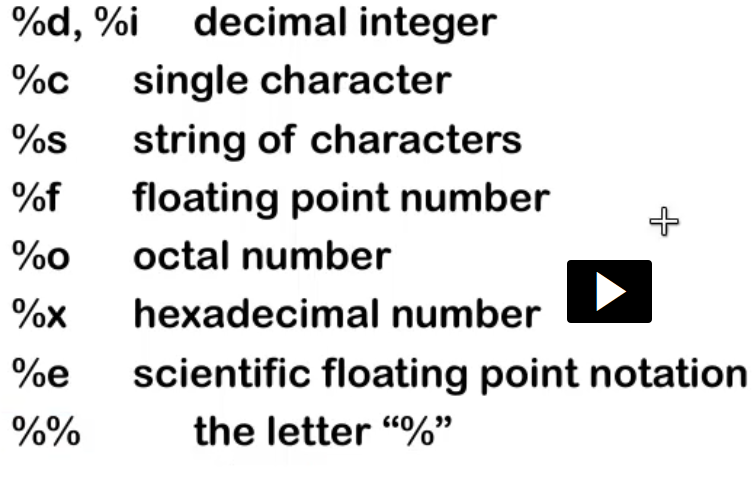 %d, %i decimal integer
%c single character
%s string of characters
%f floating point number
%o octal number
%x hexadecimal number
%e scientific floating point notation
%% the letter “%”